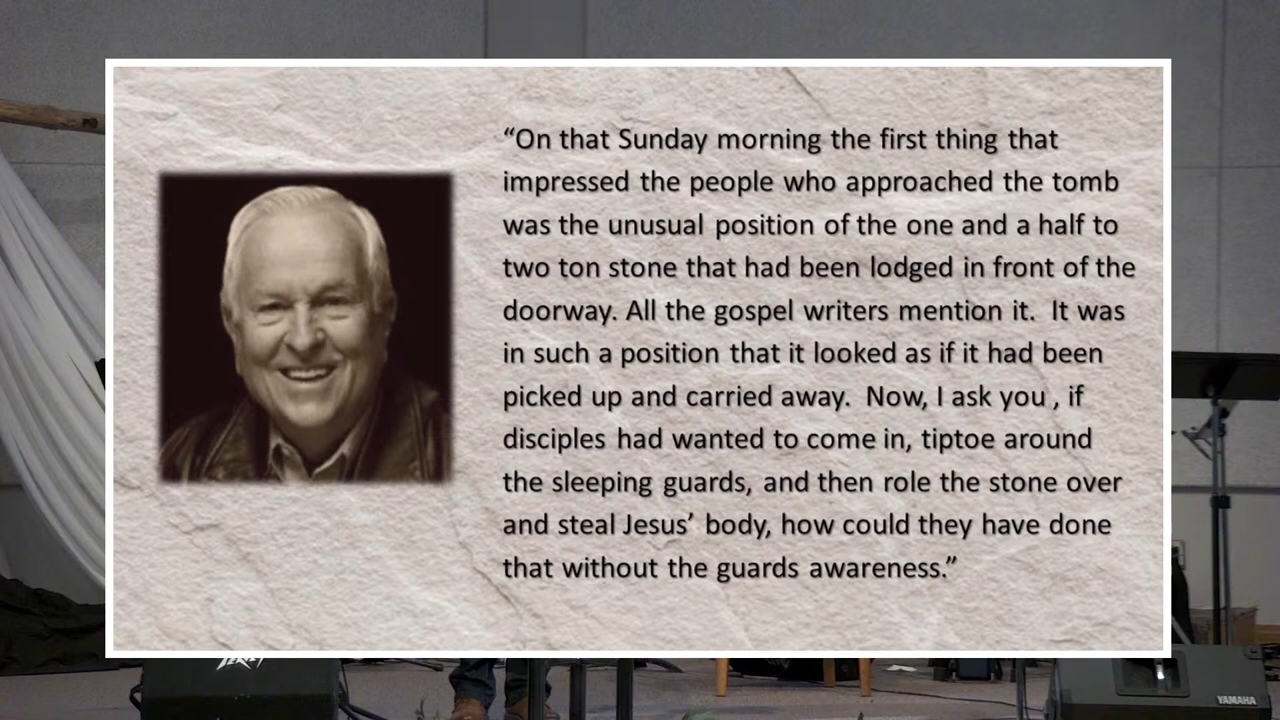 “On that Sunday morning the first thing that
impressed the people who approached the tomb
was the unusual position of the one and a half to
two ton stone that had been lodged in front of the
doorway. All the gospel writers mention it.  It was
in such a position that it looked as if it had been
picked up and carried away.  Now, I ask you , if
disciples had wanted to come in, tiptoe around
the sleeping guards, and then role the stone over
and steal Jesus’ body, how could they have done
that without the guards awareness.”
YAMAHA